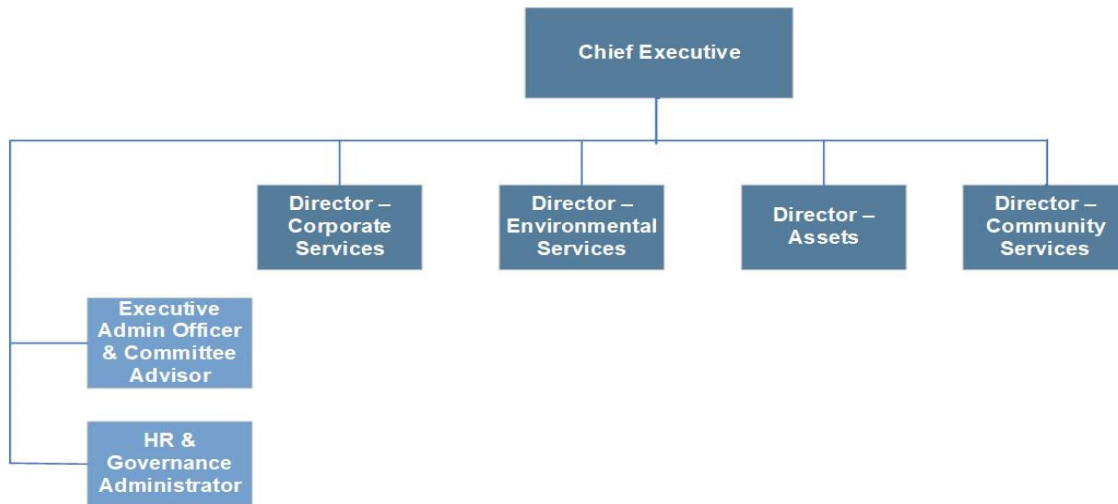 Chief Executive
Director –
Corporate
Services
Director –
Environmental
Services
Director –
Assets
Director –
Community
Services
Executive
Admin Officer
& Committee
Advisor
HR &
Governance
Administrator